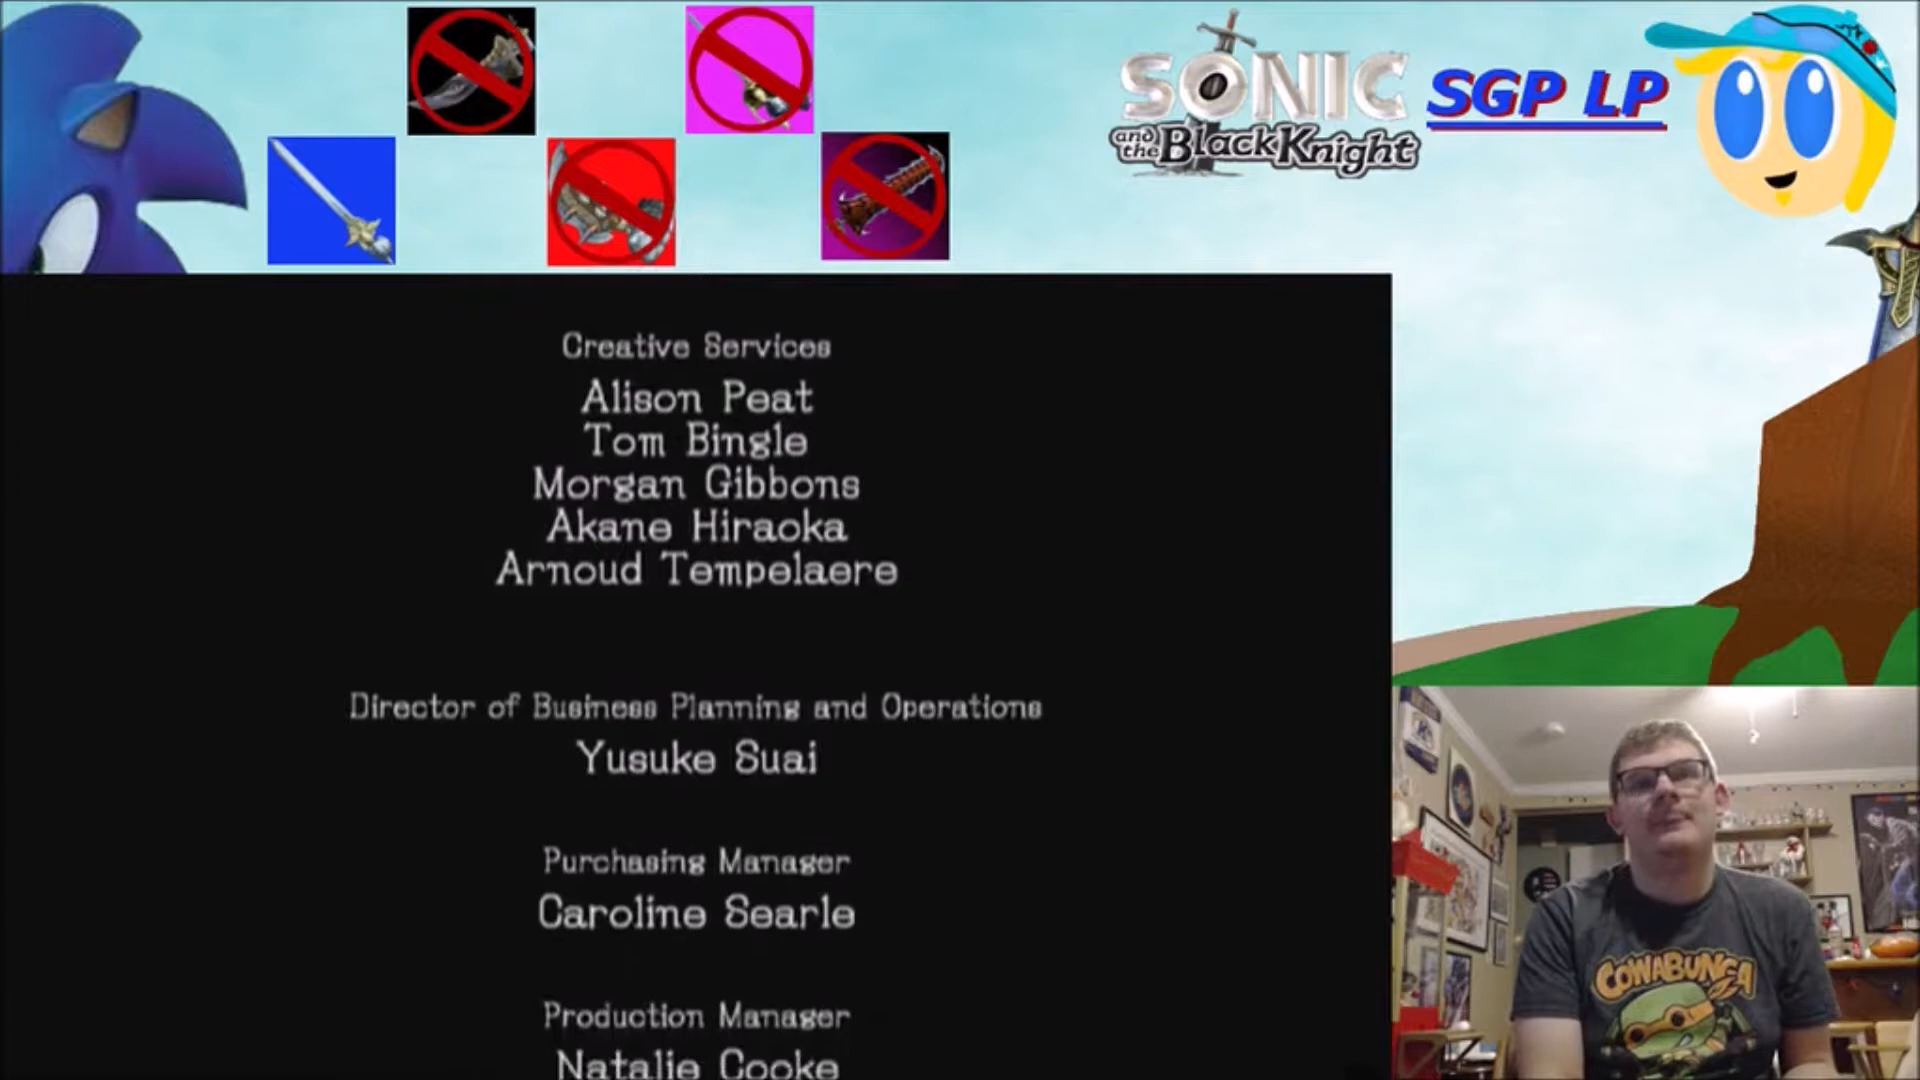 SONIC
and the Black Knight
SGP LP
Creative Services
Alison Peat
Tom Bingle
Morgan Gibbons
Akane Hiraoka
Arnoud Tempelaere
Director of Business Planning and Operations
Yusuke Suai
Purchasing Manager
Caroline Searle
Production Manager
Natalie Cooke
COWABUNGA